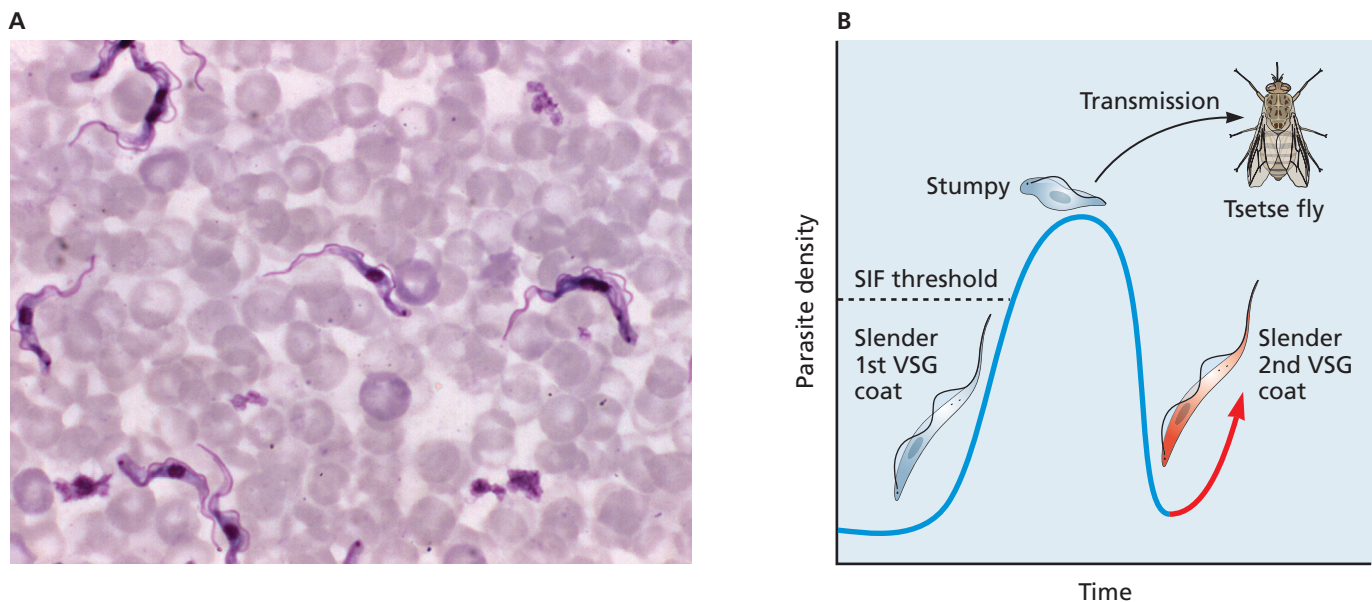 A
B
Transmission
Stumpy
Tsetse fly
SIF threshold
Slender
1st VSG
coat
Slender
2nd VSG
coat
Parasite density
Time